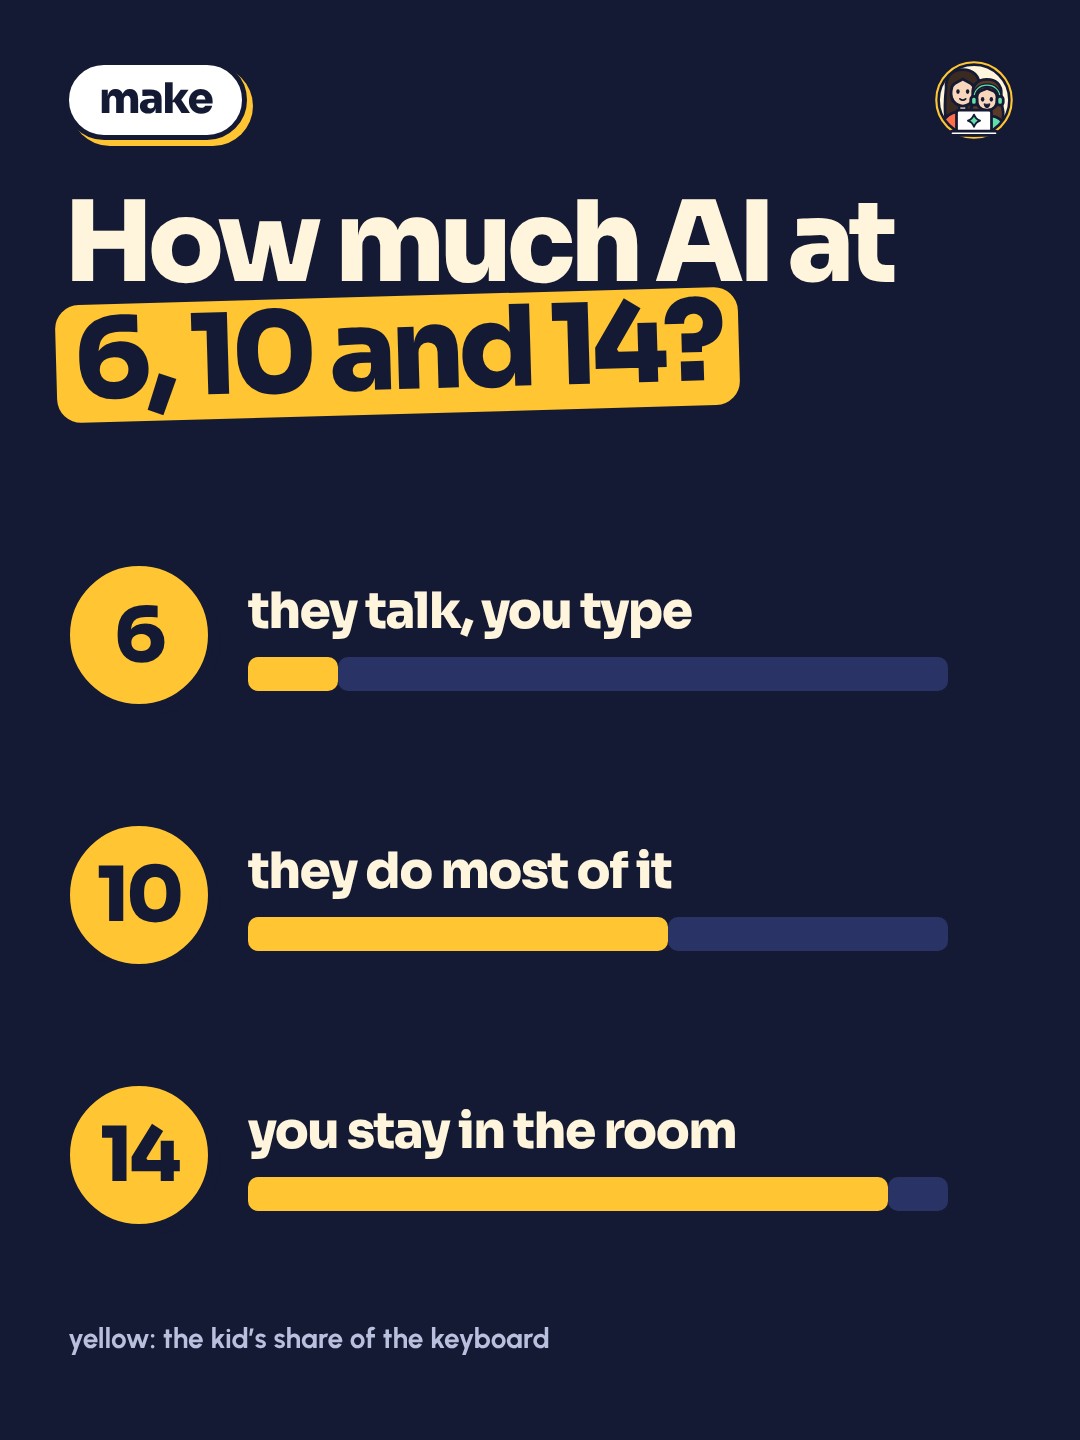 make
How much AI at
6, 10 and 14?
6
they talk, you type
10
they do most of it
14
you stay in the room
yellow: the kid’s share of the keyboard